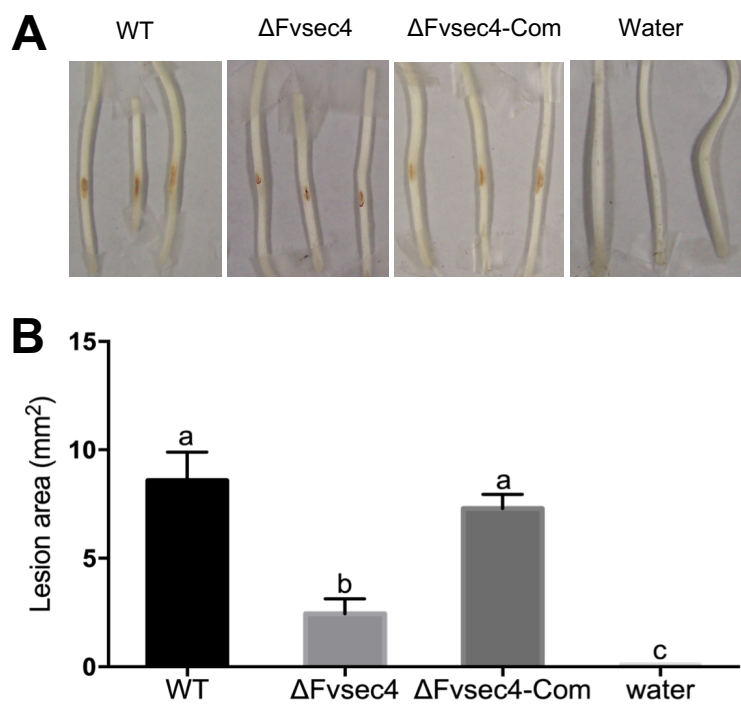 A
WT ΔFvsec4 ΔFvsec4-Com Water
B
15
10
5
0
Lesion area (mm²)
a
b
a
c
WT ΔFvsec4 ΔFvsec4-Com water